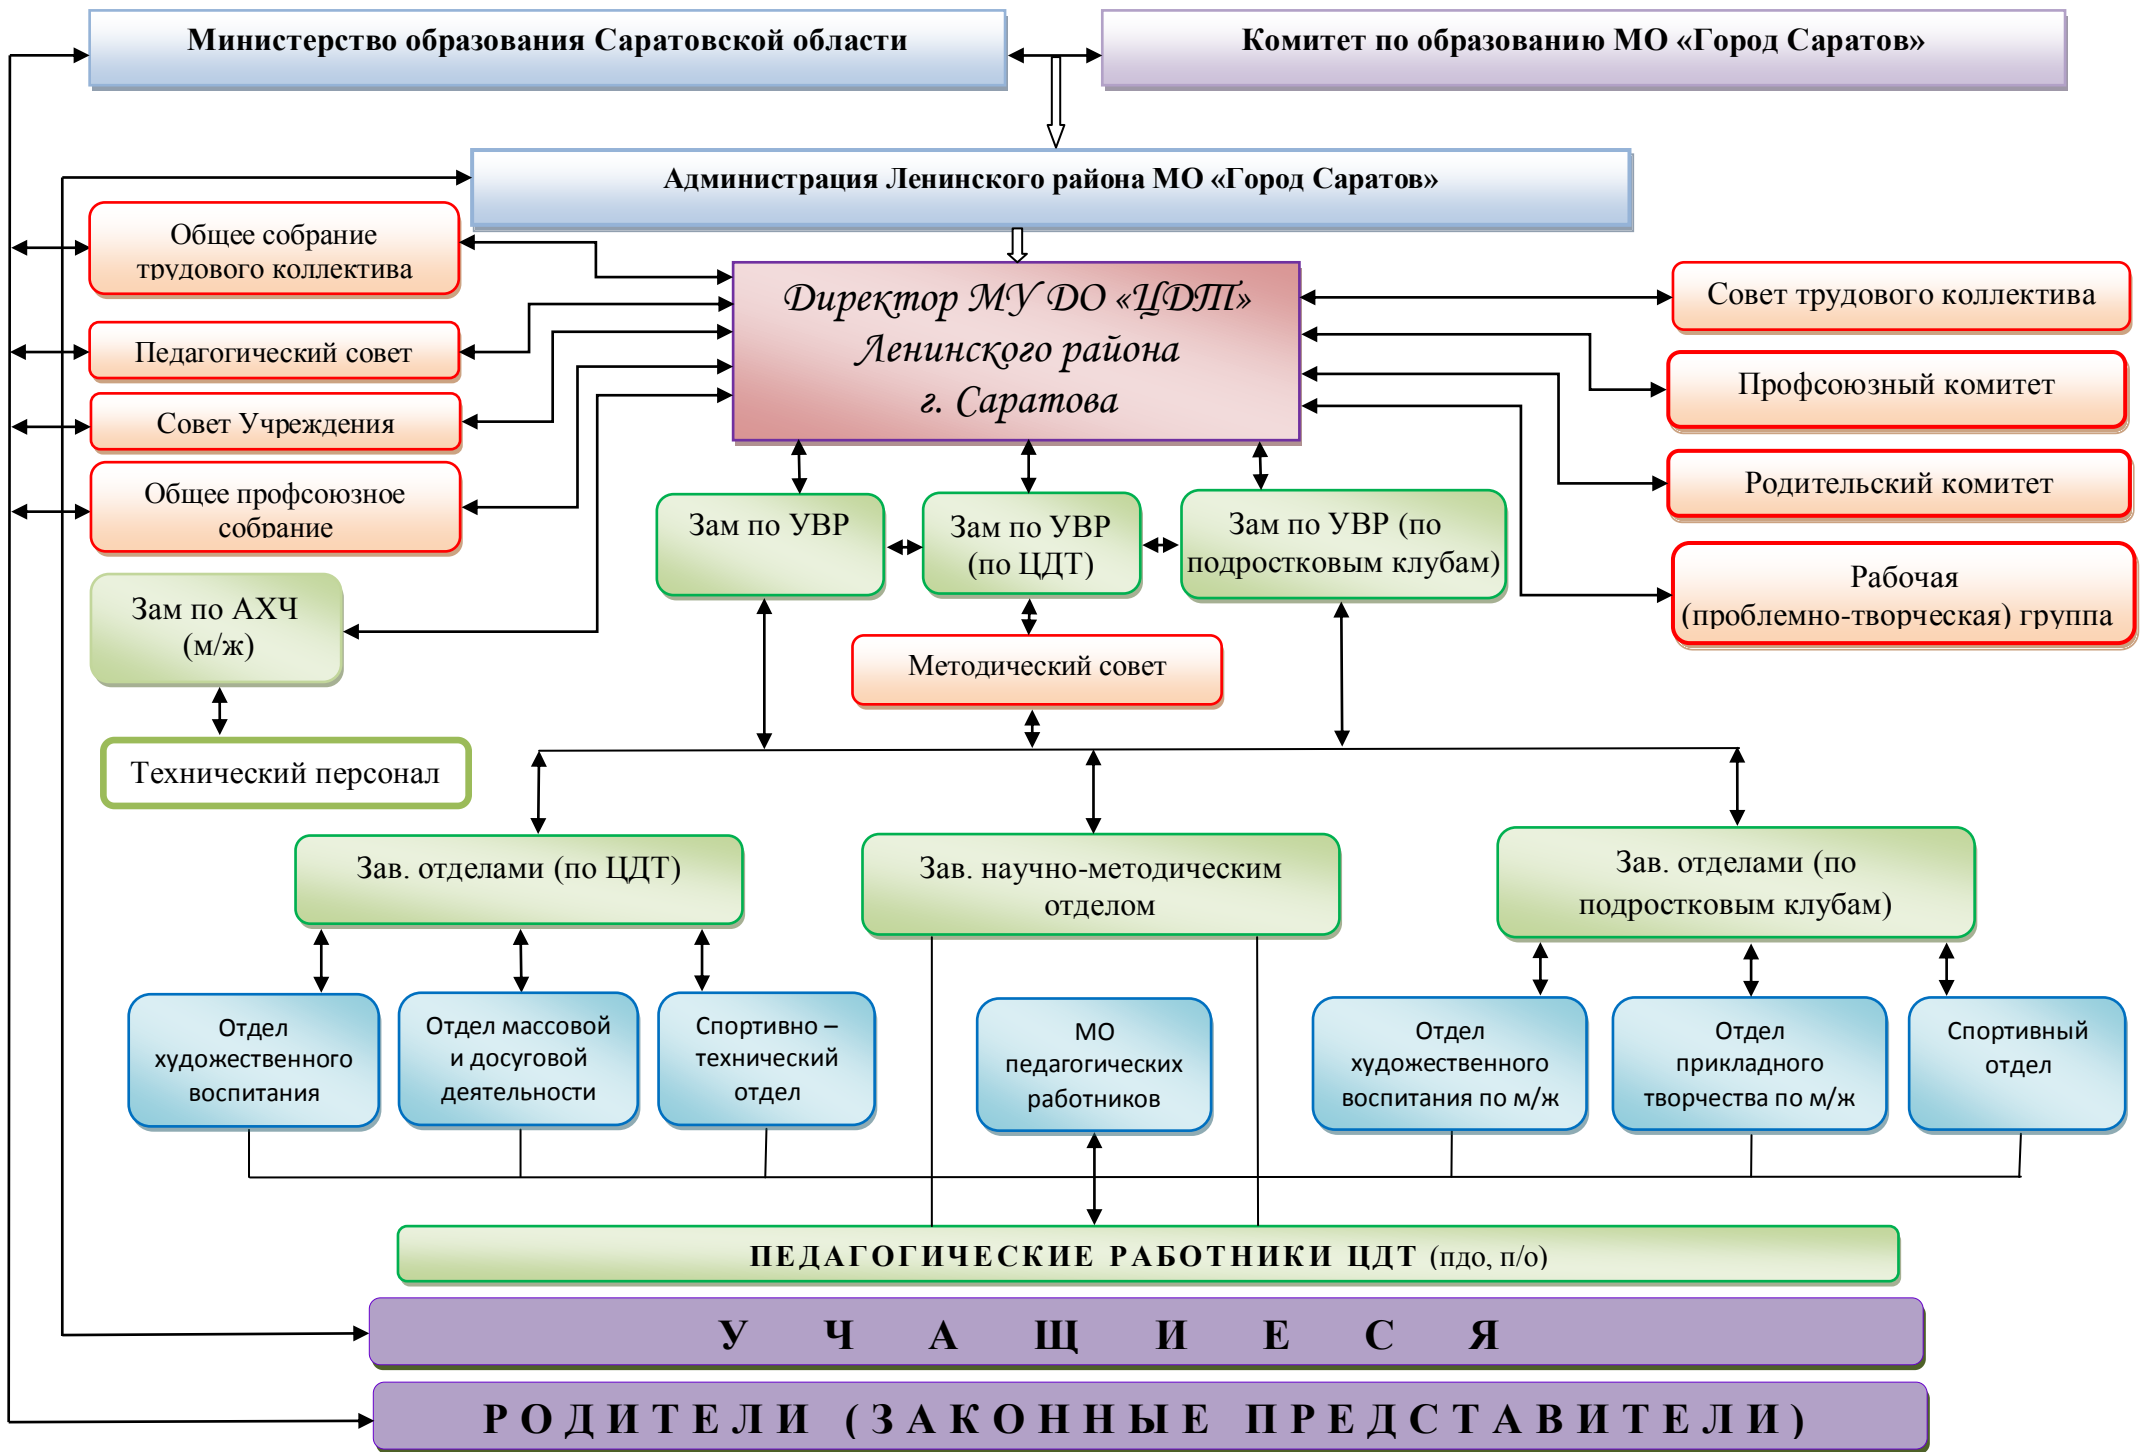 Министерство образования Саратовской области
Комитет по образованию МО «Город Саратов»
Администрация Ленинского района МО «Город Саратов»
Общее собрание
трудового коллектива
Педагогический совет
Совет Учреждения
Общее профсоюзное
собрание
Зам по АХЧ
(м/ж)
Технический персонал
Директор МУ ДО «ЦДТ»
Ленинского района
г. Саратова
Совет трудового коллектива
Профсоюзный комитет
Родительский комитет
Рабочая
(проблемно-творческая) группа
Зам по УВР
Зам по УВР
(по ЦДТ)
Зам по УВР (по
подростковым клубам)
Методический совет
Зав. отделами (по ЦДТ)
Зав. научно-методическим
отделом
Зав. отделами (по
подростковым клубам)
Отдел
художественного
воспитания
Отдел массовой
и досуговой
деятельности
Спортивно –
технический
отдел
МО
педагогических
работников
Отдел
художественного
воспитания по м/ж
Отдел
прикладного
творчества по м/ж
Спортивный
отдел
ПЕДАГОГИЧЕСКИЕ РАБОТНИКИ ЦДТ (пдо, п/о)
У Ч А Щ И Е С Я
РОДИТЕЛИ (ЗАКОННЫЕ ПРЕДСТАВИТЕЛИ)